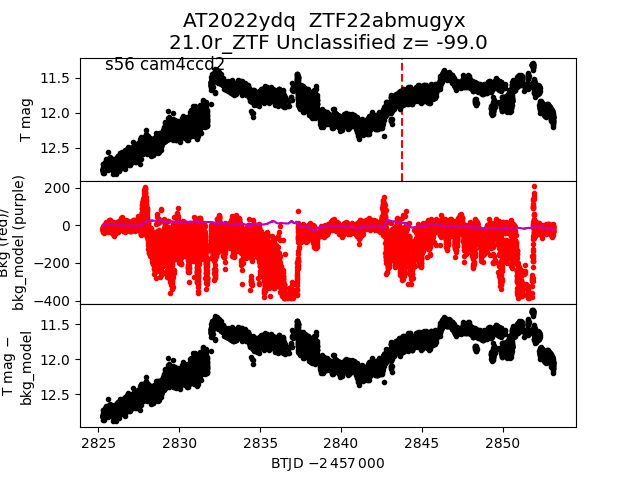 AT2022ydq  ZTF22abmugyx
21.0r_ZTF Unclassified z= -99.0
s56 cam4ccd2
11.5
12.0
12.5
T mag
200
0
−200
−400
Bkg (red)/
bkg_model (purple)
11.5
12.0
12.5
T mag −
bkg_model
2825
2830
2835
2840
2845
2850
BTJD −2 457 000